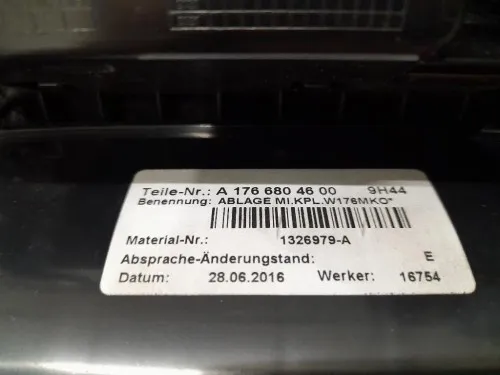 Teile-Nr.: A 176 680 46 00 9H44
Benennung: ABLAGE MI.KPL.W176MKO*
Material-Nr.: 1326979-A
Absprache-Änderungstand: E
Datum: 28.06.2016 Werker: 16754